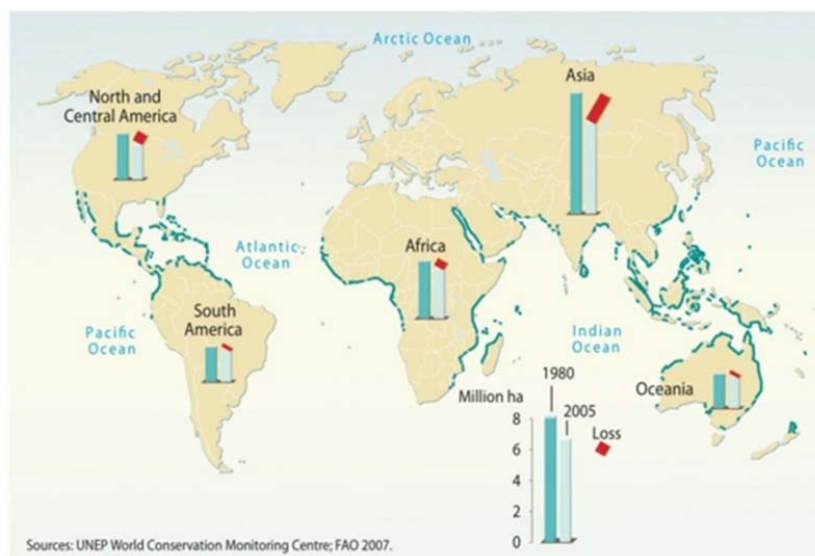 Arctic Ocean
Asia
North and
Central America
Pacific
Ocean
Atlantic
Ocean
Africa
South
America
Pacific
Ocean
Indian
Ocean
Oceania
1980
Million ha
2005
8
Loss
6
4
2
0
Sources: UNEP World Conservation Monitoring Centre; FAO 2007.